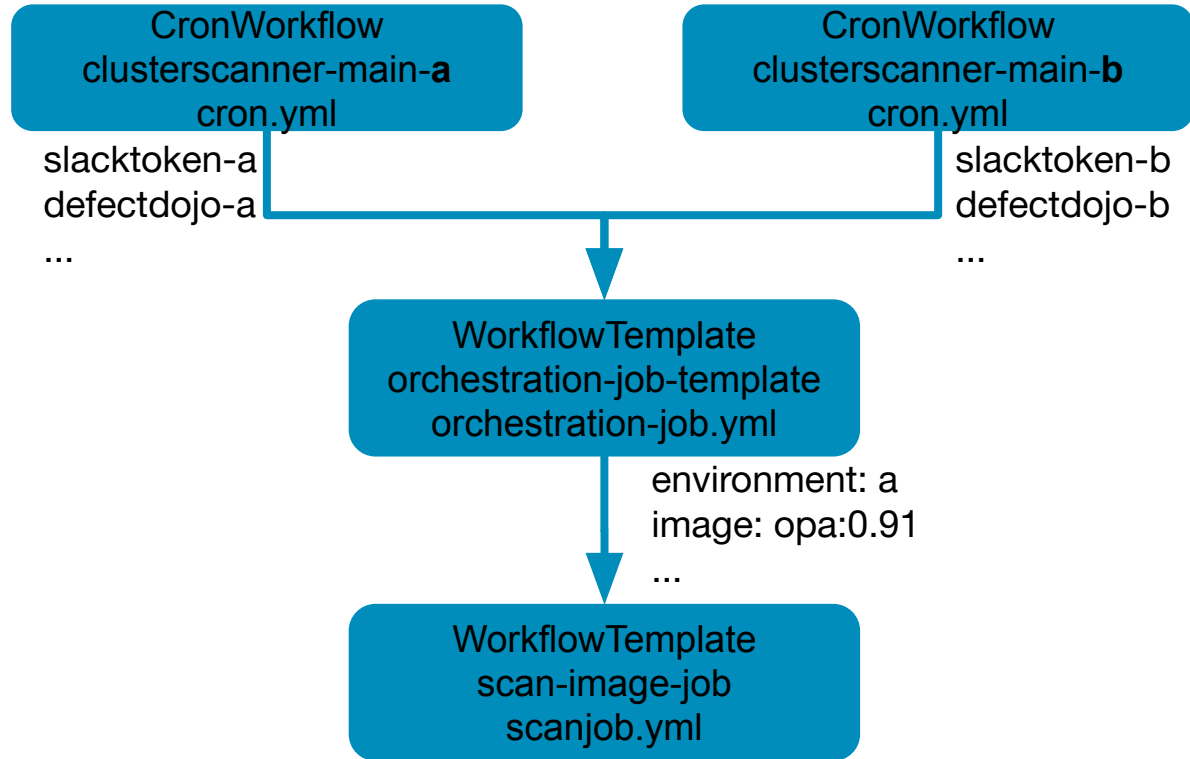 CronWorkflow
clusterscanner-main-a
cron.yml
CronWorkflow
clusterscanner-main-b
cron.yml
slacktoken-a
defectdojo-a
...
slacktoken-b
defectdojo-b
...
WorkflowTemplate
orchestration-job-template
orchestration-job.yml
environment: a
image: opa:0.91
...
WorkflowTemplate
scan-image-job
scanjob.yml